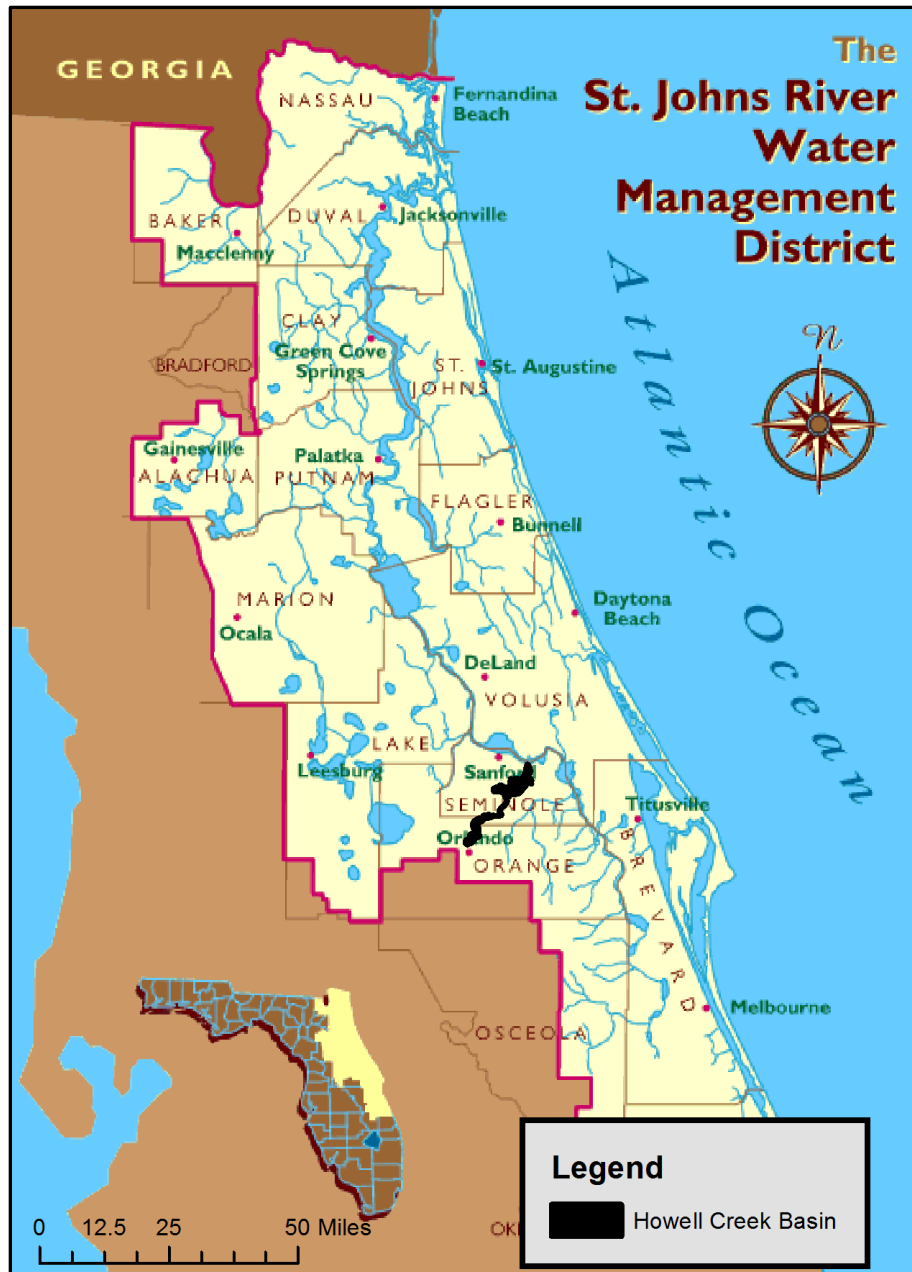 The
St. Johns River
Water
Management
District
GEORGIA
NASSAU
Fernandina
Beach
BAKER
DUVAL
Jacksonville
Macclenny
CLAY
Green Cove
Springs
BRADFORD
ST.
JOHNS
St. Augustine
N
Atlantic Ocean
Gainesville
ALACHUA
Palatka
PUTNAM
FLAGLER
Bunnell
MARION
Ocala
Daytona
Beach
DeLand
VOLUSIA
LAKE
Leesburg
Sanford
SEMINOLE
Titusville
Orlando
ORANGE
BREVARD
Melbourne
OSCEOLA
Legend
Howell Creek Basin
0 12.5 25 50 Miles